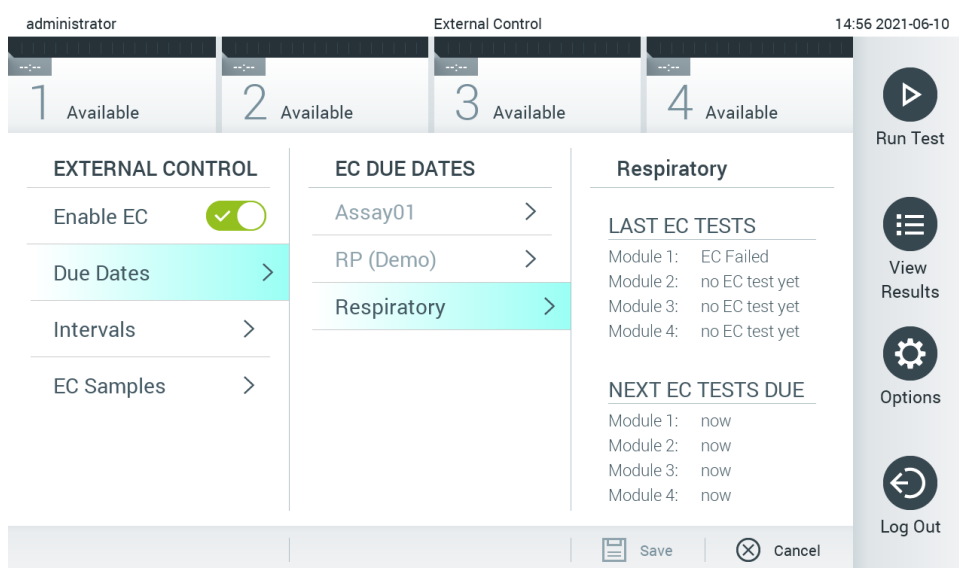 administrator
External Control
14:56 2021-06-10
--:--
--:--
--:--
--:--
1 Available
2 Available
3 Available
4 Available
Run Test
View
Results
Options
Log Out
EXTERNAL CONTROL
Enable EC
Due Dates
Intervals
EC Samples
EC DUE DATES
Assay01
RP (Demo)
Respiratory
Respiratory
LAST EC TESTS
Module 1: EC Failed
Module 2: no EC test yet
Module 3: no EC test yet
Module 4: no EC test yet
NEXT EC TESTS DUE
Module 1: now
Module 2: now
Module 3: now
Module 4: now
Save
Cancel